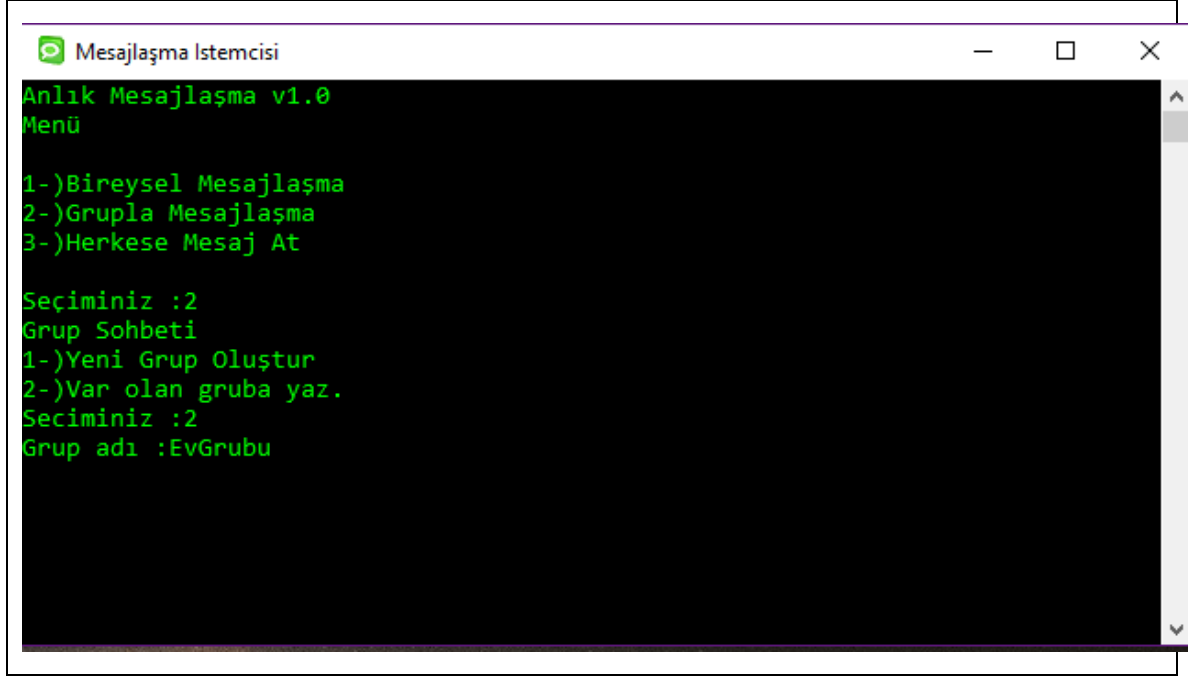 Mesajlaşma Istemcisi
Anlık Mesajlaşma v1.0
Menü
1-)Bireysel Mesajlaşma
2-)Grupla Mesajlaşma
3-)Herkese Mesaj At
Seçiminiz :2
Grup Sohbeti
1-)Yeni Grup Oluştur
2-)Var olan gruba yaz.
Seciminiz :2
Grup adı :EvGrubu